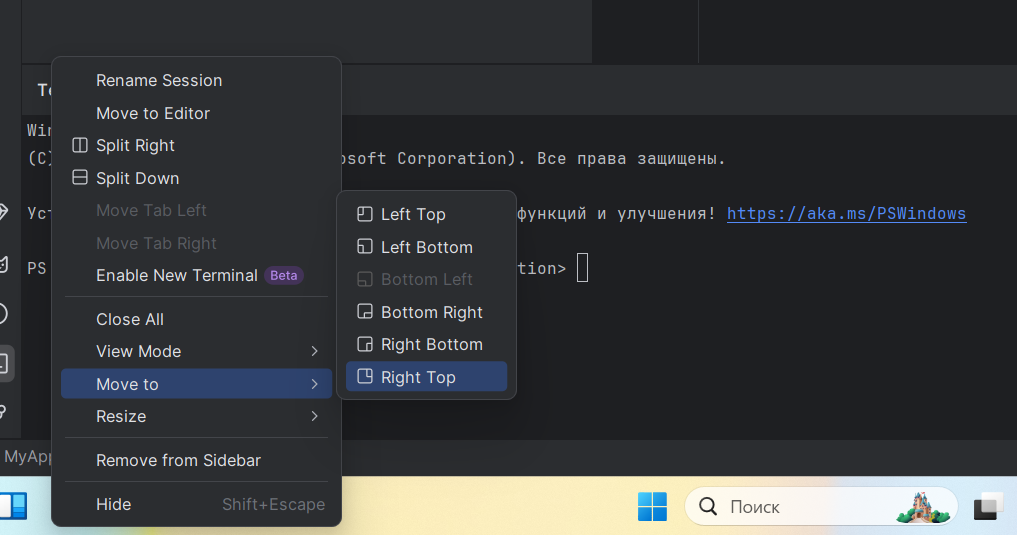 Rename Session
Move to Editor
Split Right
Split Down
Move Tab Left
Move Tab Right
Enable New Terminal Beta
Close All
View Mode
Move to
Resize
Remove from Sidebar
Hide Shift+Escape
Left Top
Left Bottom
Bottom Left
Bottom Right
Right Bottom
Right Top
(C) Corporation). Все права защищены.
функций и улучшения! https://aka.ms/PSWindows
PS
MyApp
Поиск